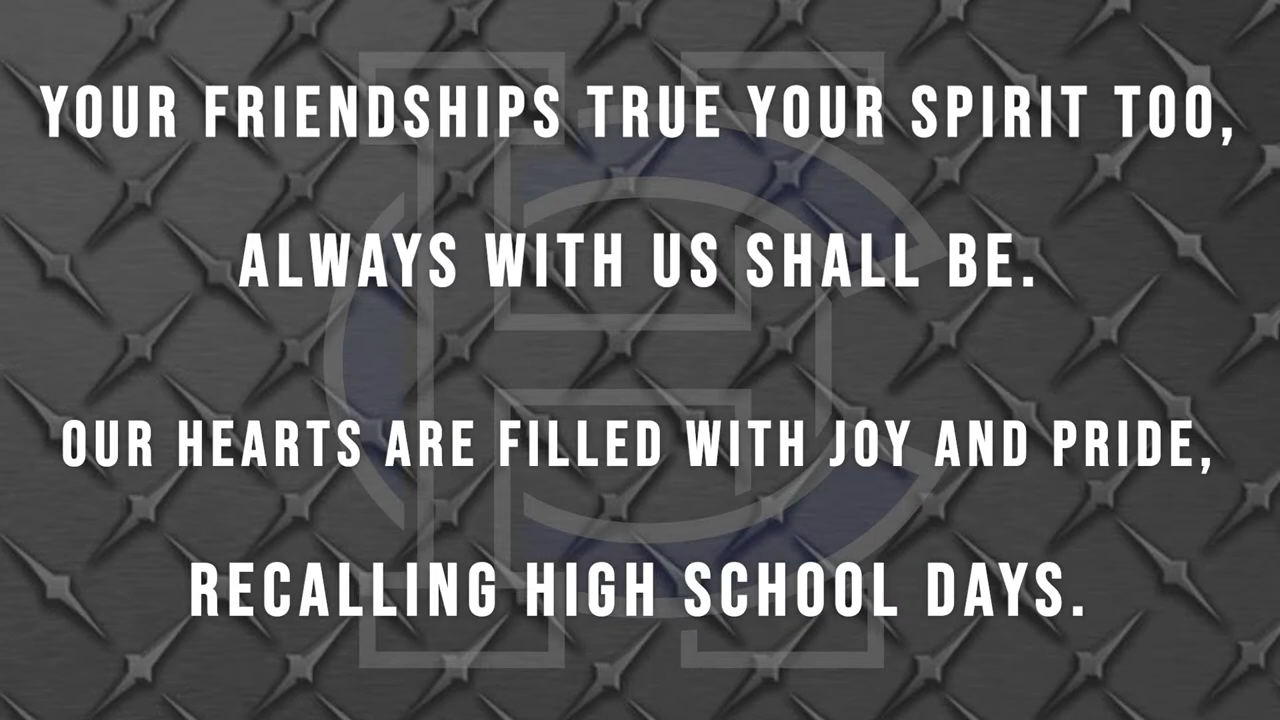 YOUR FRIENDSHIPS TRUE YOUR SPIRIT TOO,
ALWAYS WITH US SHALL BE.
OUR HEARTS ARE FILLED WITH JOY AND PRIDE,
RECALLING HIGH SCHOOL DAYS.